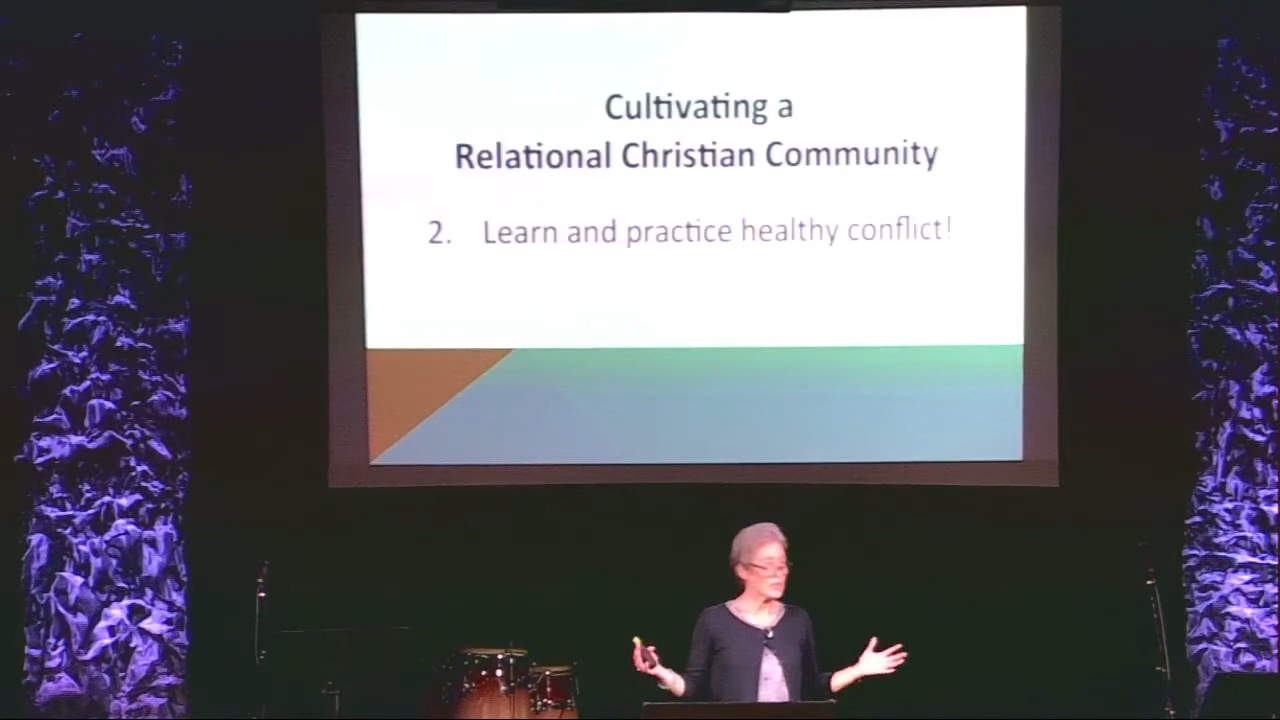 Cultivating a
Relational Christian Community
2. Learn and practice healthy conflict!